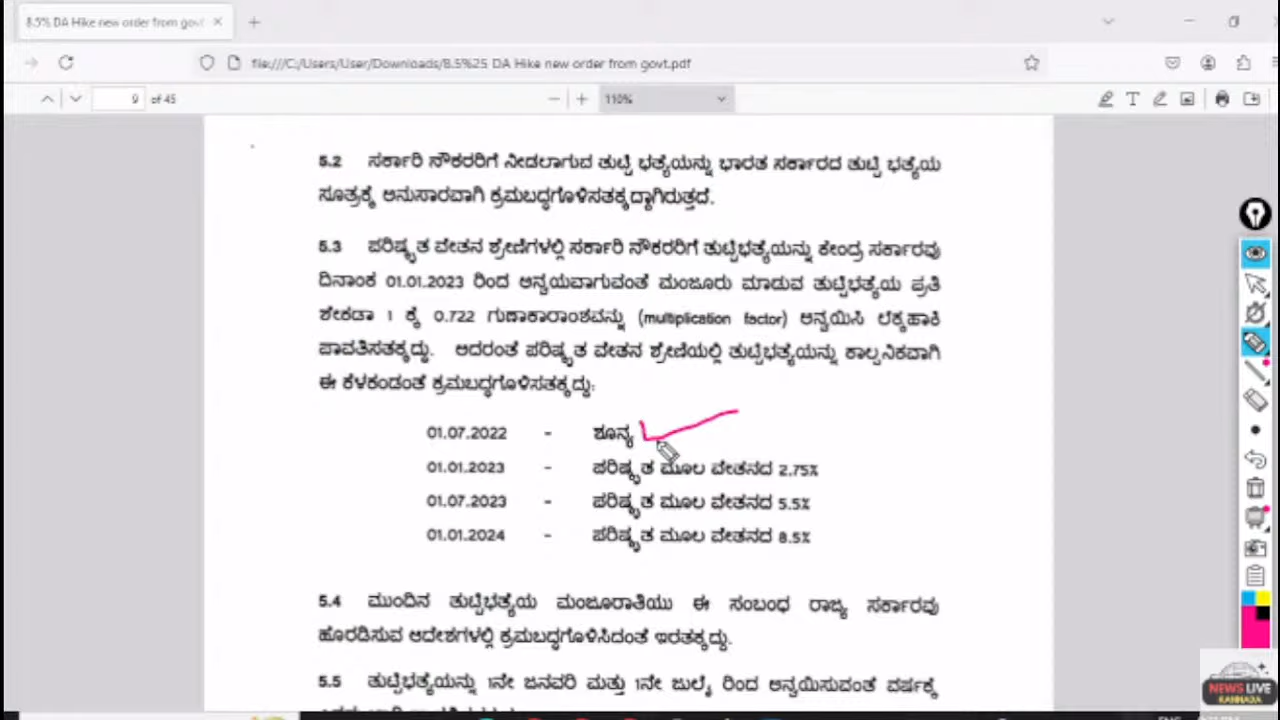 8.5% DA Hike new order from govt
file:///C:/Users/User/Downloads/8.5%25 DA Hike new order from govt.pdf
9 of 45
110%
5.2 ಸರ್ಕಾರಿ ನೌಕರರಿಗೆ ನೀಡಲಾಗುವ ತುಟ್ಟಿ ಭತ್ಯೆಯನ್ನು ಭಾರತ ಸರ್ಕಾರದ ತುಟ್ಟಿ ಭತ್ಯೆಯ
ಸೂತ್ರಕ್ಕೆ ಅನುಸಾರವಾಗಿ ಕ್ರಮಬದ್ಧಗೊಳಿಸತಕ್ಕದ್ದಾಗಿರುತ್ತದೆ.
5.3 ಪರಿಷ್ಕೃತ ವೇತನ ಶ್ರೇಣಿಗಳಲ್ಲಿ ಸರ್ಕಾರಿ ನೌಕರರಿಗೆ ತುಟ್ಟಿಭತ್ಯೆಯನ್ನು ಕೇಂದ್ರ ಸರ್ಕಾರವು
ದಿನಾಂಕ 01.01.2023 ರಿಂದ ಅನ್ವಯವಾಗುವಂತೆ ಮಂಜೂರು ಮಾಡುವ ತುಟ್ಟಿಭತ್ಯೆಯ ಪ್ರತಿ
ಶೇಕಡಾ 1 ಕ್ಕೆ 0.722 ಗುಣಾಕಾರಾಂಶವನ್ನು (multiplication factor) ಅನ್ವಯಿಸಿ ಲೆಕ್ಕಹಾಕಿ
ಪಾವತಿಸತಕ್ಕದ್ದು. ಅದರಂತೆ ಪರಿಷ್ಕೃತ ವೇತನ ಶ್ರೇಣಿಯಲ್ಲಿ ತುಟ್ಟಿಭತ್ಯೆಯನ್ನು ಕಾಲ್ಪನಿಕವಾಗಿ
ಈ ಕೆಳಕಂಡಂತೆ ಕ್ರಮಬದ್ಧಗೊಳಿಸತಕ್ಕದ್ದು:
01.07.2022 - ಶೂನ್ಯ
01.01.2023 - ಪರಿಷ್ಕೃತ ಮೂಲ ವೇತನದ 2.75%
01.07.2023 - ಪರಿಷ್ಕೃತ ಮೂಲ ವೇತನದ 5.5%
01.01.2024 - ಪರಿಷ್ಕೃತ ಮೂಲ ವೇತನದ 8.5%
5.4 ಮುಂದಿನ ತುಟ್ಟಿಭತ್ಯೆಯ ಮಂಜೂರಾತಿಯು ಈ ಸಂಬಂಧ ರಾಜ್ಯ ಸರ್ಕಾರವು
ಹೊರಡಿಸುವ ಆದೇಶಗಳಲ್ಲಿ ಕ್ರಮಬದ್ಧಗೊಳಿಸಿದಂತೆ ಇರತಕ್ಕದ್ದು.
5.5 ತುಟ್ಟಿಭತ್ಯೆಯನ್ನು 1ನೇ ಜನವರಿ ಮತ್ತು 1ನೇ ಜುಲೈ ರಿಂದ ಅನ್ವಯಿಸುವಂತೆ ವರ್ಷಕ್ಕೆ
NEWS LIVE
KANNADA